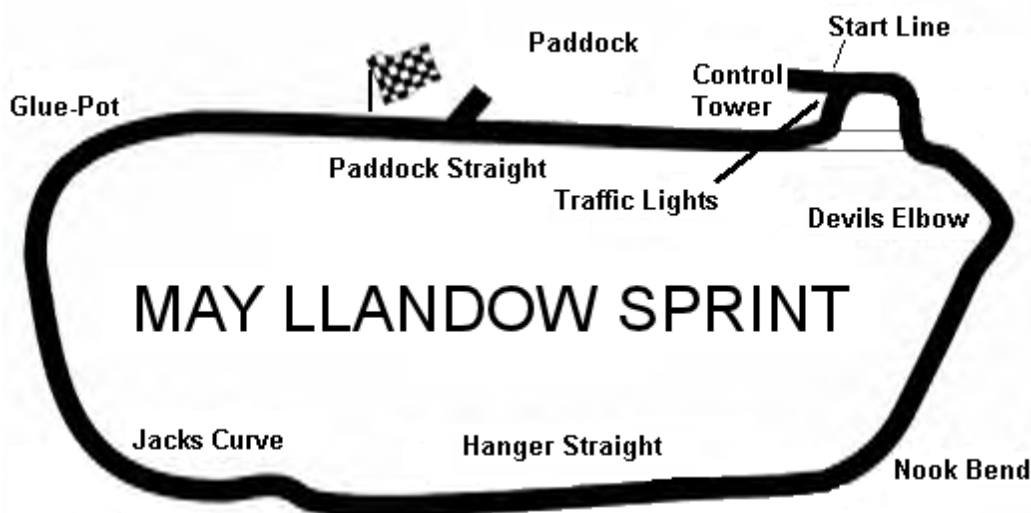 Start Line
Paddock
Control
Tower
Glue-Pot
Paddock Straight
Traffic Lights
Devils Elbow
MAY LLANDOW SPRINT
Jacks Curve
Hanger Straight
Nook Bend